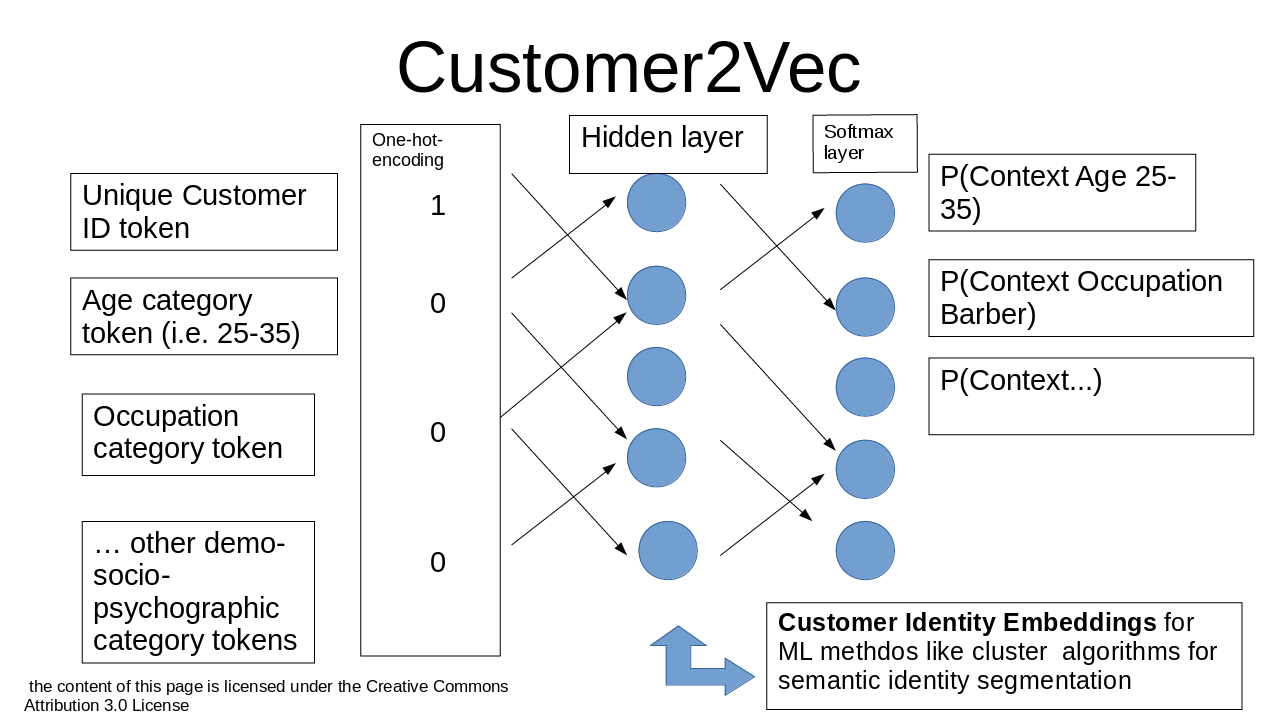 Customer2Vec
One-hot-
encoding
Hidden layer
Softmax
layer
Unique Customer
ID token
1
P(Context Age 25-
35)
Age category
token (i.e. 25-35)
0
P(Context Occupation
Barber)
P(Context...)
Occupation
category token
0
… other demo-
socio-
psychographic
category tokens
0
Customer Identity Embeddings for
ML methdos like cluster  algorithms for
semantic identity segmentation
the content of this page is licensed under the Creative Commons
Attribution 3.0 License